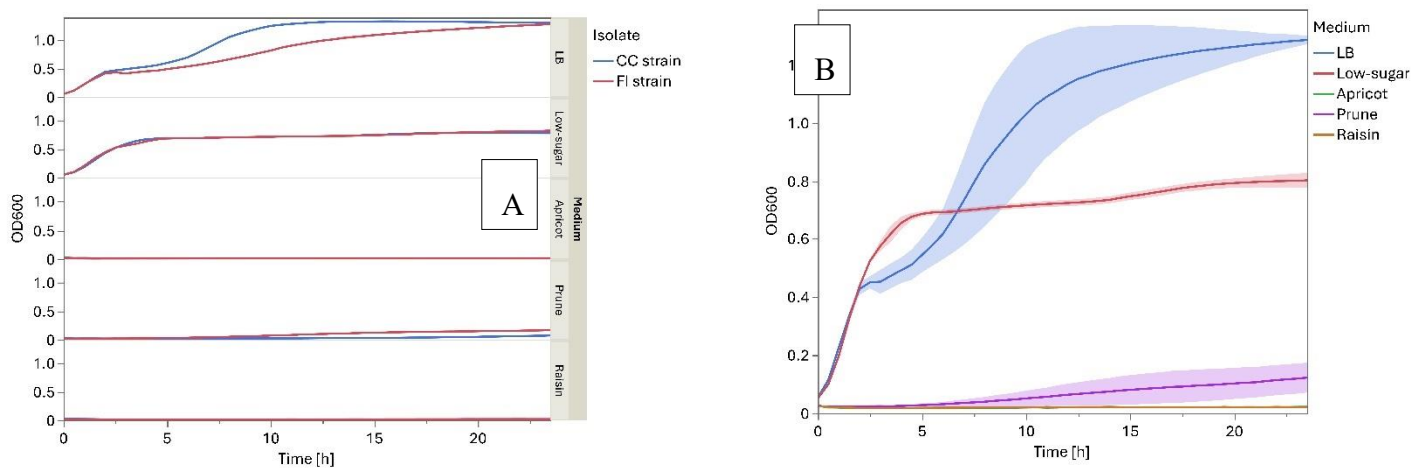 1.0
0.5
0
LB
1.0
0.5
0
Low-sugar
1.0
0.5
0
Apricot
1.0
0.5
0
Prune
1.0
0.5
0
Raisin
Medium
OD600
0
5
10
15
20
Time [h]
A
Isolate
CC strain
FI strain
B
1.0
0.8
0.6
0.4
0.2
0
OD600
0
5
10
15
20
Time [h]
Medium
LB
Low-sugar
Apricot
Prune
Raisin